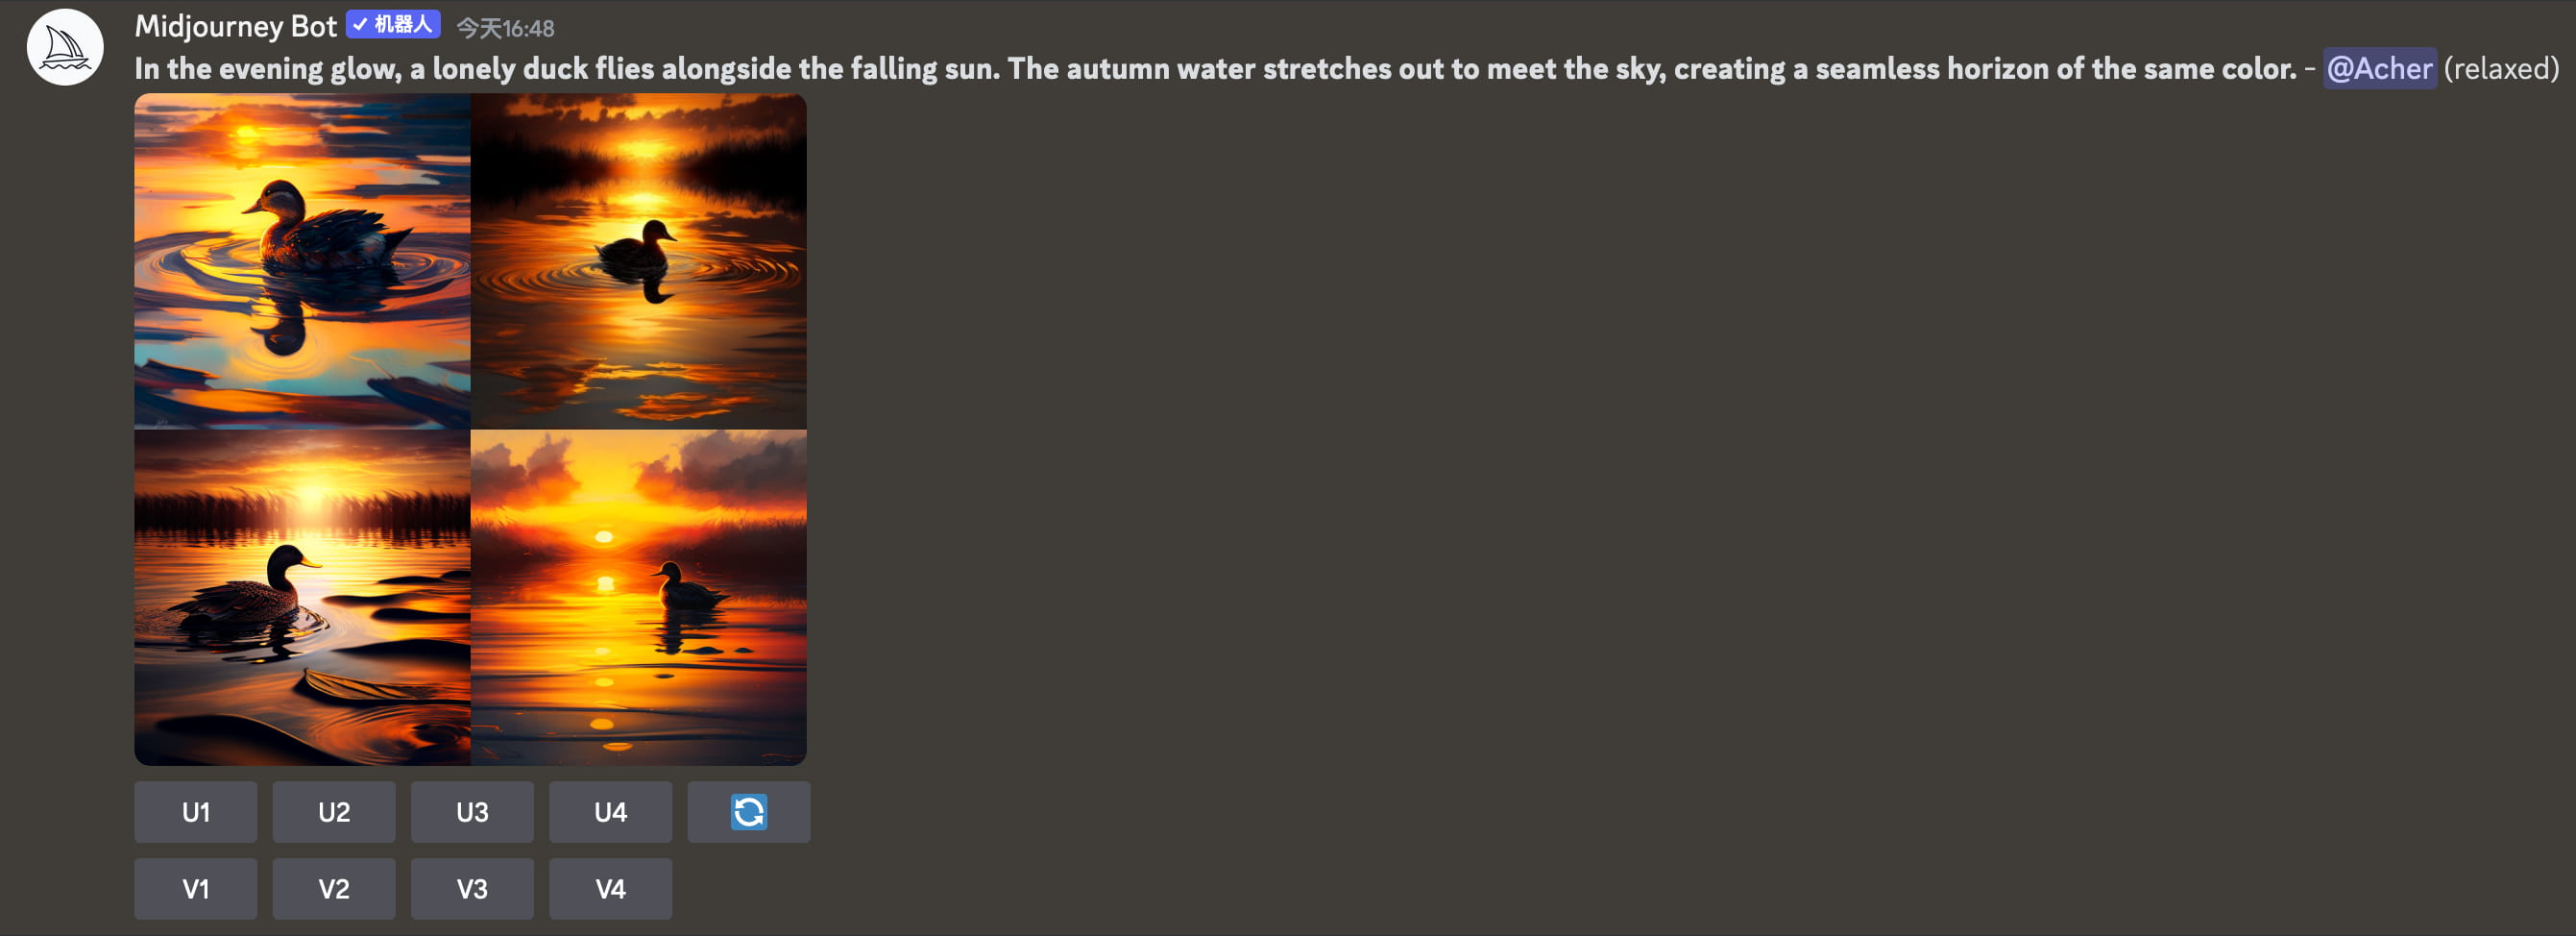 Midjourney Bot ✓ 机器人 今天16:48
In the evening glow, a lonely duck flies alongside the falling sun. The autumn water stretches out to meet the sky, creating a seamless horizon of the same color. - @Acher (relaxed)
U1 U2 U3 U4
V1 V2 V3 V4